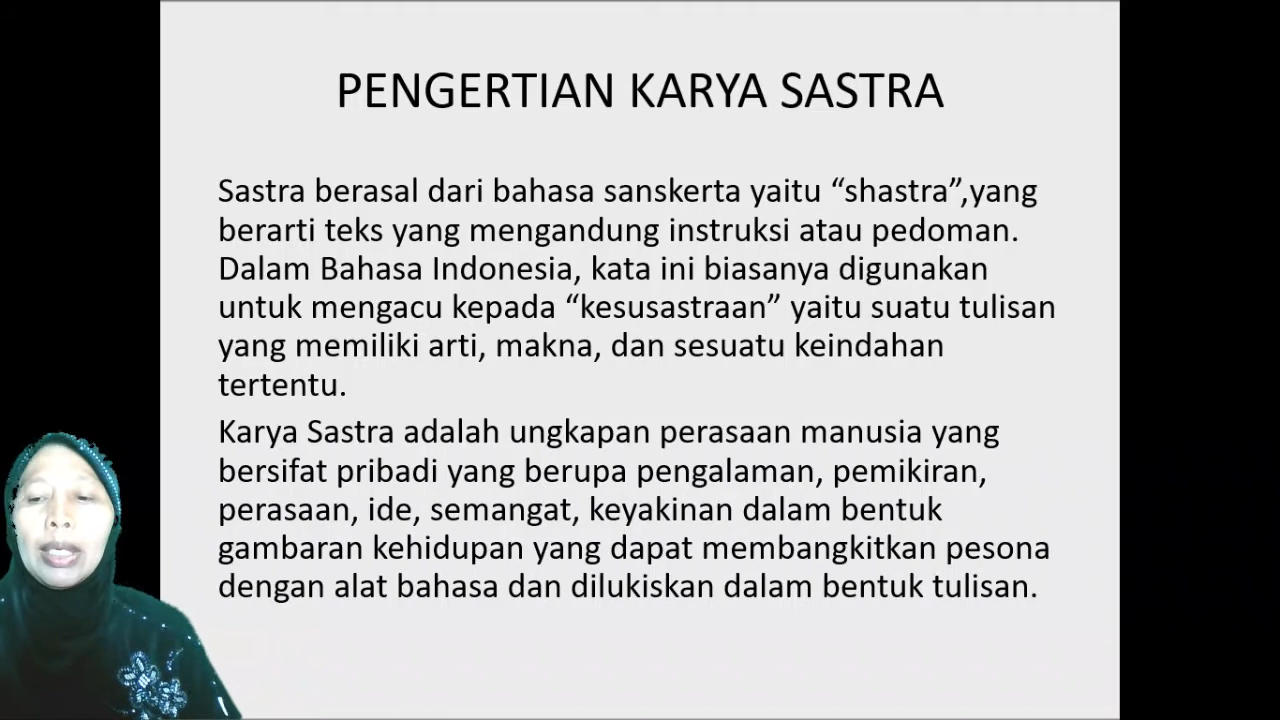 PENGERTIAN KARYA SASTRA
Sastra berasal dari bahasa sanskerta yaitu “shastra”,yang
berarti teks yang mengandung instruksi atau pedoman.
Dalam Bahasa Indonesia, kata ini biasanya digunakan
untuk mengacu kepada “kesusastraan” yaitu suatu tulisan
yang memiliki arti, makna, dan sesuatu keindahan
tertentu.
Karya Sastra adalah ungkapan perasaan manusia yang
bersifat pribadi yang berupa pengalaman, pemikiran,
perasaan, ide, semangat, keyakinan dalam bentuk
gambaran kehidupan yang dapat membangkitkan pesona
dengan alat bahasa dan dilukiskan dalam bentuk tulisan.